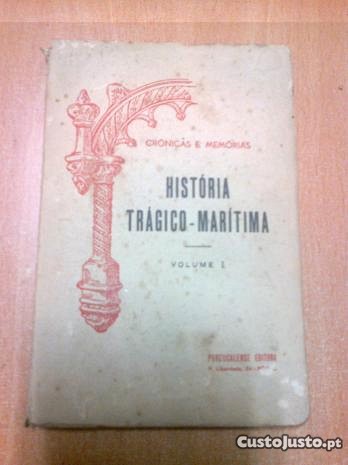 CRÓNICAS E MEMÓRIAS
HISTÓRIA
TRÁGICO-MARÍTIMA
VOLUME I
PORTUCALENSE EDITORA
CustoJusto.pt